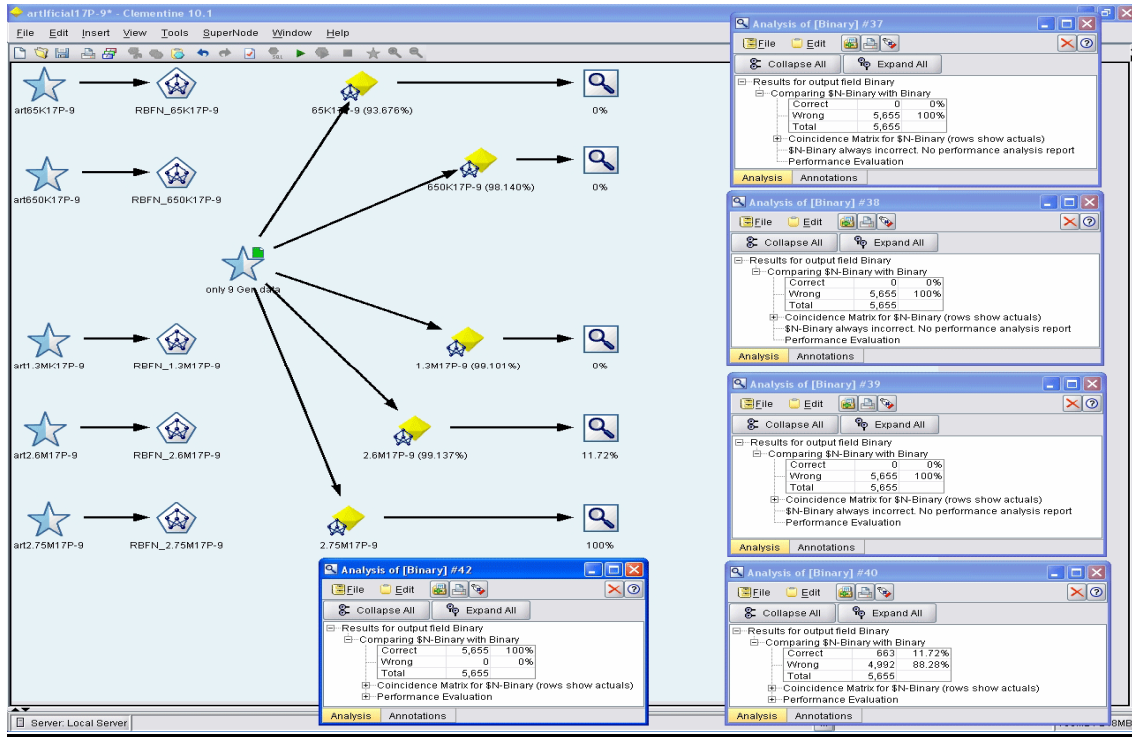 artIficial17P-9* - Clementine 10.1
File Edit Insert View Tools SuperNode Window Help
art65K17P-9 RBFN_65K17P-9 65K17P-9 (93.676%) 0%
art650K17P-9 RBFN_650K17P-9 650K17P-9 (98.140%) 0%
only 9 Gen data
art1.3MK17P-9 RBFN_1.3M17P-9 1.3M17P-9 (99.101%) 0%
art2.6M17P-9 RBFN_2.6M17P-9 2.6M17P-9 (99.137%) 11.72%
art2.75M17P-9 RBFN_2.75M17P-9 2.75M17P-9 100%
Analysis of [Binary] #37
File Edit
Collapse All Expand All
Results for output field Binary
Comparing $N-Binary with Binary
Correct 0 0%
Wrong 5,655 100%
Total 5,655
Coincidence Matrix for $N-Binary (rows show actuals)
$N-Binary always incorrect. No performance analysis report
Performance Evaluation
Analysis Annotations
Analysis of [Binary] #38
File Edit
Collapse All Expand All
Results for output field Binary
Comparing $N-Binary with Binary
Correct 0 0%
Wrong 5,655 100%
Total 5,655
Coincidence Matrix for $N-Binary (rows show actuals)
$N-Binary always incorrect. No performance analysis report
Performance Evaluation
Analysis Annotations
Analysis of [Binary] #39
File Edit
Collapse All Expand All
Results for output field Binary
Comparing $N-Binary with Binary
Correct 0 0%
Wrong 5,655 100%
Total 5,655
Coincidence Matrix for $N-Binary (rows show actuals)
$N-Binary always incorrect. No performance analysis report
Performance Evaluation
Analysis Annotations
Analysis of [Binary] #42
File Edit
Collapse All Expand All
Results for output field Binary
Comparing $N-Binary with Binary
Correct 5,655 100%
Wrong 0 0%
Total 5,655
Coincidence Matrix for $N-Binary (rows show actuals)
Performance Evaluation
Analysis Annotations
Analysis of [Binary] #40
File Edit
Collapse All Expand All
Results for output field Binary
Comparing $N-Binary with Binary
Correct 663 11.72%
Wrong 4,992 88.28%
Total 5,655
Coincidence Matrix for $N-Binary (rows show actuals)
Performance Evaluation
Analysis Annotations
Server: Local Server